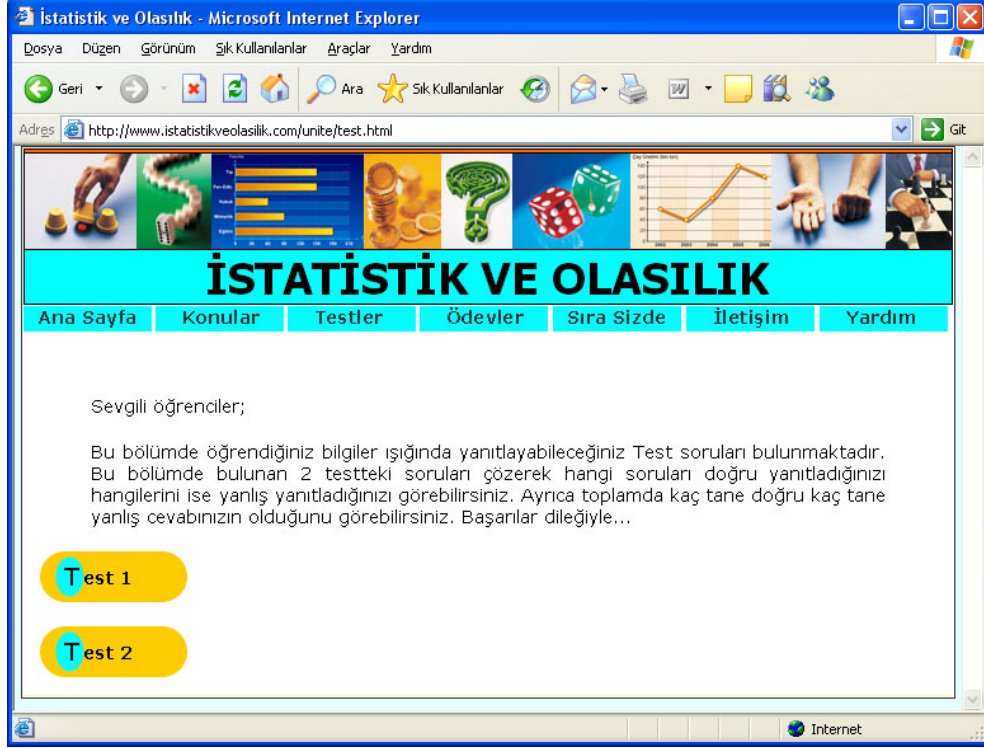 İstatistik ve Olasılık - Microsoft Internet Explorer
Dosya Düzen Görünüm Sık Kullanılanlar Araçlar Yardım
Geri Ara Sık Kullanılanlar
Adres http://www.istatistikveolasilik.com/unite/test.html Git
İSTATİSTİK VE OLASILIK
Ana Sayfa Konular Testler Ödevler Sıra Sizde İletişim Yardım
Sevgili öğrenciler;
Bu bölümde öğrendiğiniz bilgiler ışığında yanıtlayabileceğiniz Test soruları bulunmaktadır.
Bu bölümde bulunan 2 testteki soruları çözerek hangi soruları doğru yanıtladığınızı
hangilerini ise yanlış yanıtladığınızı görebilirsiniz. Ayrıca toplamda kaç tane doğru kaç tane
yanlış cevabınızın olduğunu görebilirsiniz. Başarılar dileğiyle...
Test 1
Test 2
Internet